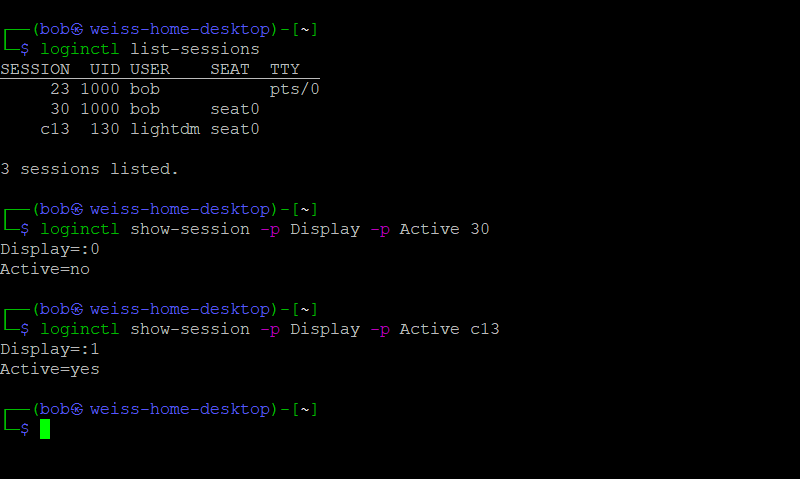 ┌──(bob㉿ weiss-home-desktop)-[~]
└─$ loginctl list-sessions
SESSION  UID USER    SEAT  TTY
     23 1000 bob           pts/0
     30 1000 bob     seat0
    c13  130 lightdm seat0
3 sessions listed.
┌──(bob㉿ weiss-home-desktop)-[~]
└─$ loginctl show-session -p Display -p Active 30
Display=:0
Active=no
┌──(bob㉿ weiss-home-desktop)-[~]
└─$ loginctl show-session -p Display -p Active c13
Display=:1
Active=yes
┌──(bob㉿ weiss-home-desktop)-[~]
└─$